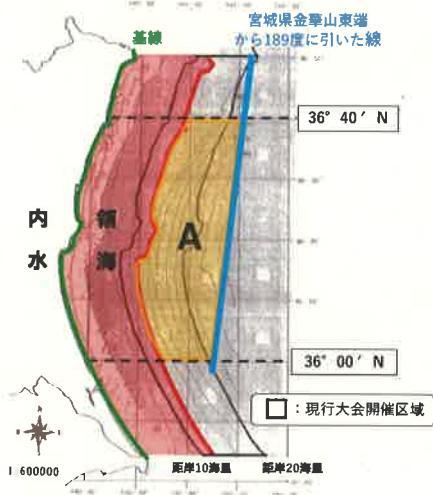 宮城県金華山東端
から189度に引いた線
基線
36° 40′ N
内水
領海
A
36° 00′ N
□：現行大会開催区域
1 600000
距岸10海里
距岸20海里